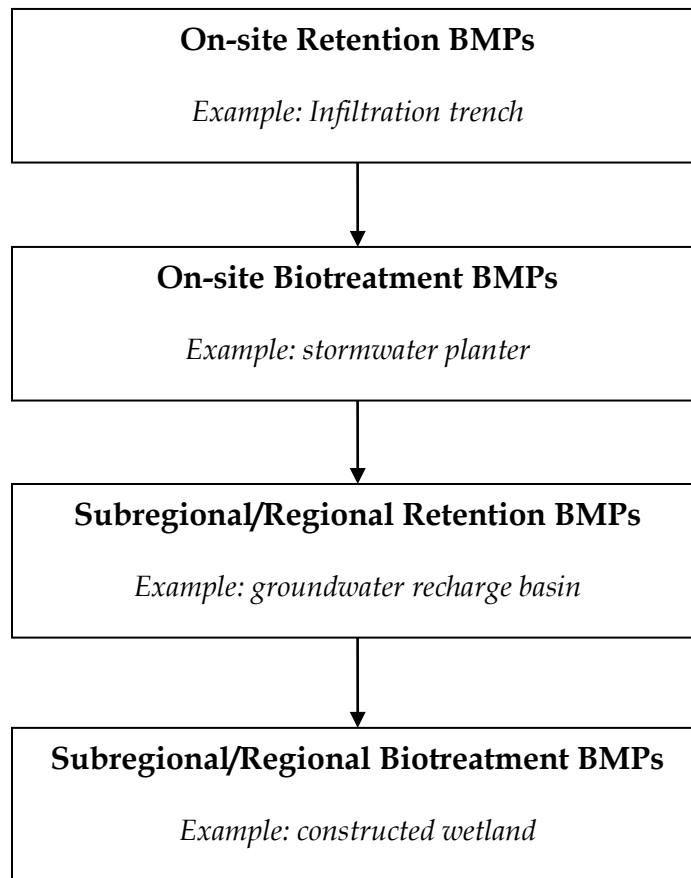 On-site Retention BMPs
Example: Infiltration trench
On-site Biotreatment BMPs
Example: stormwater planter
Subregional/Regional Retention BMPs
Example: groundwater recharge basin
Subregional/Regional Biotreatment BMPs
Example: constructed wetland